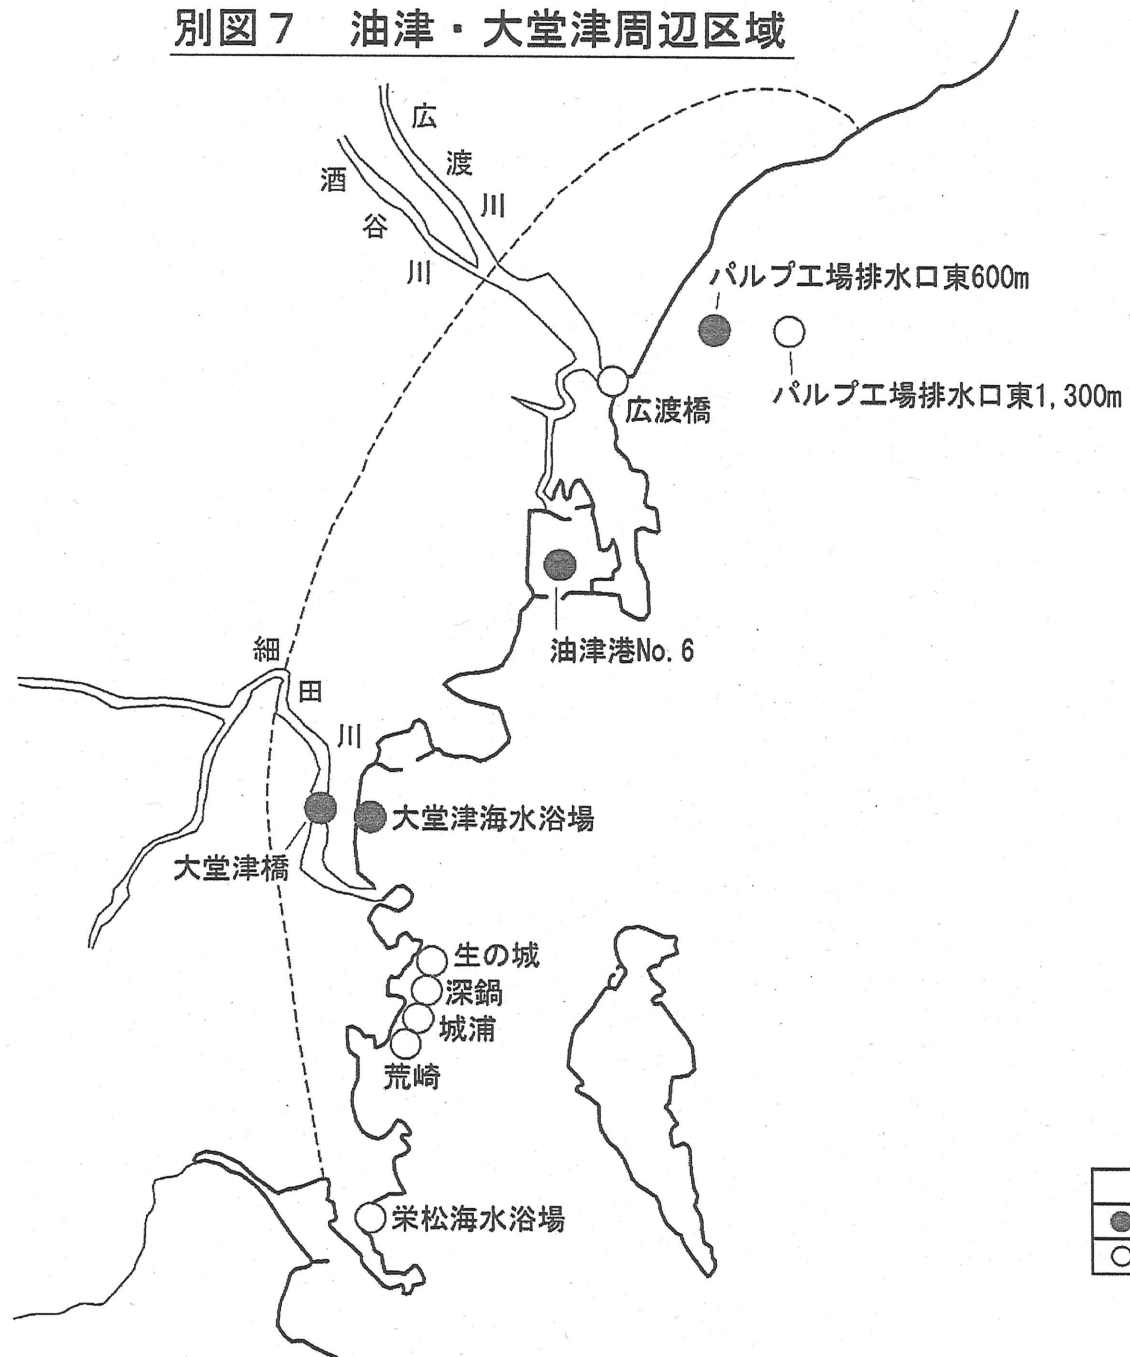 別図７　油津・大堂津周辺区域
広渡川
酒谷川
パルプ工場排水口東600m
パルプ工場排水口東1,300m
広渡橋
油津港No.6
細田川
大堂津海水浴場
大堂津橋
生の城
深鍋
城浦
荒崎
栄松海水浴場